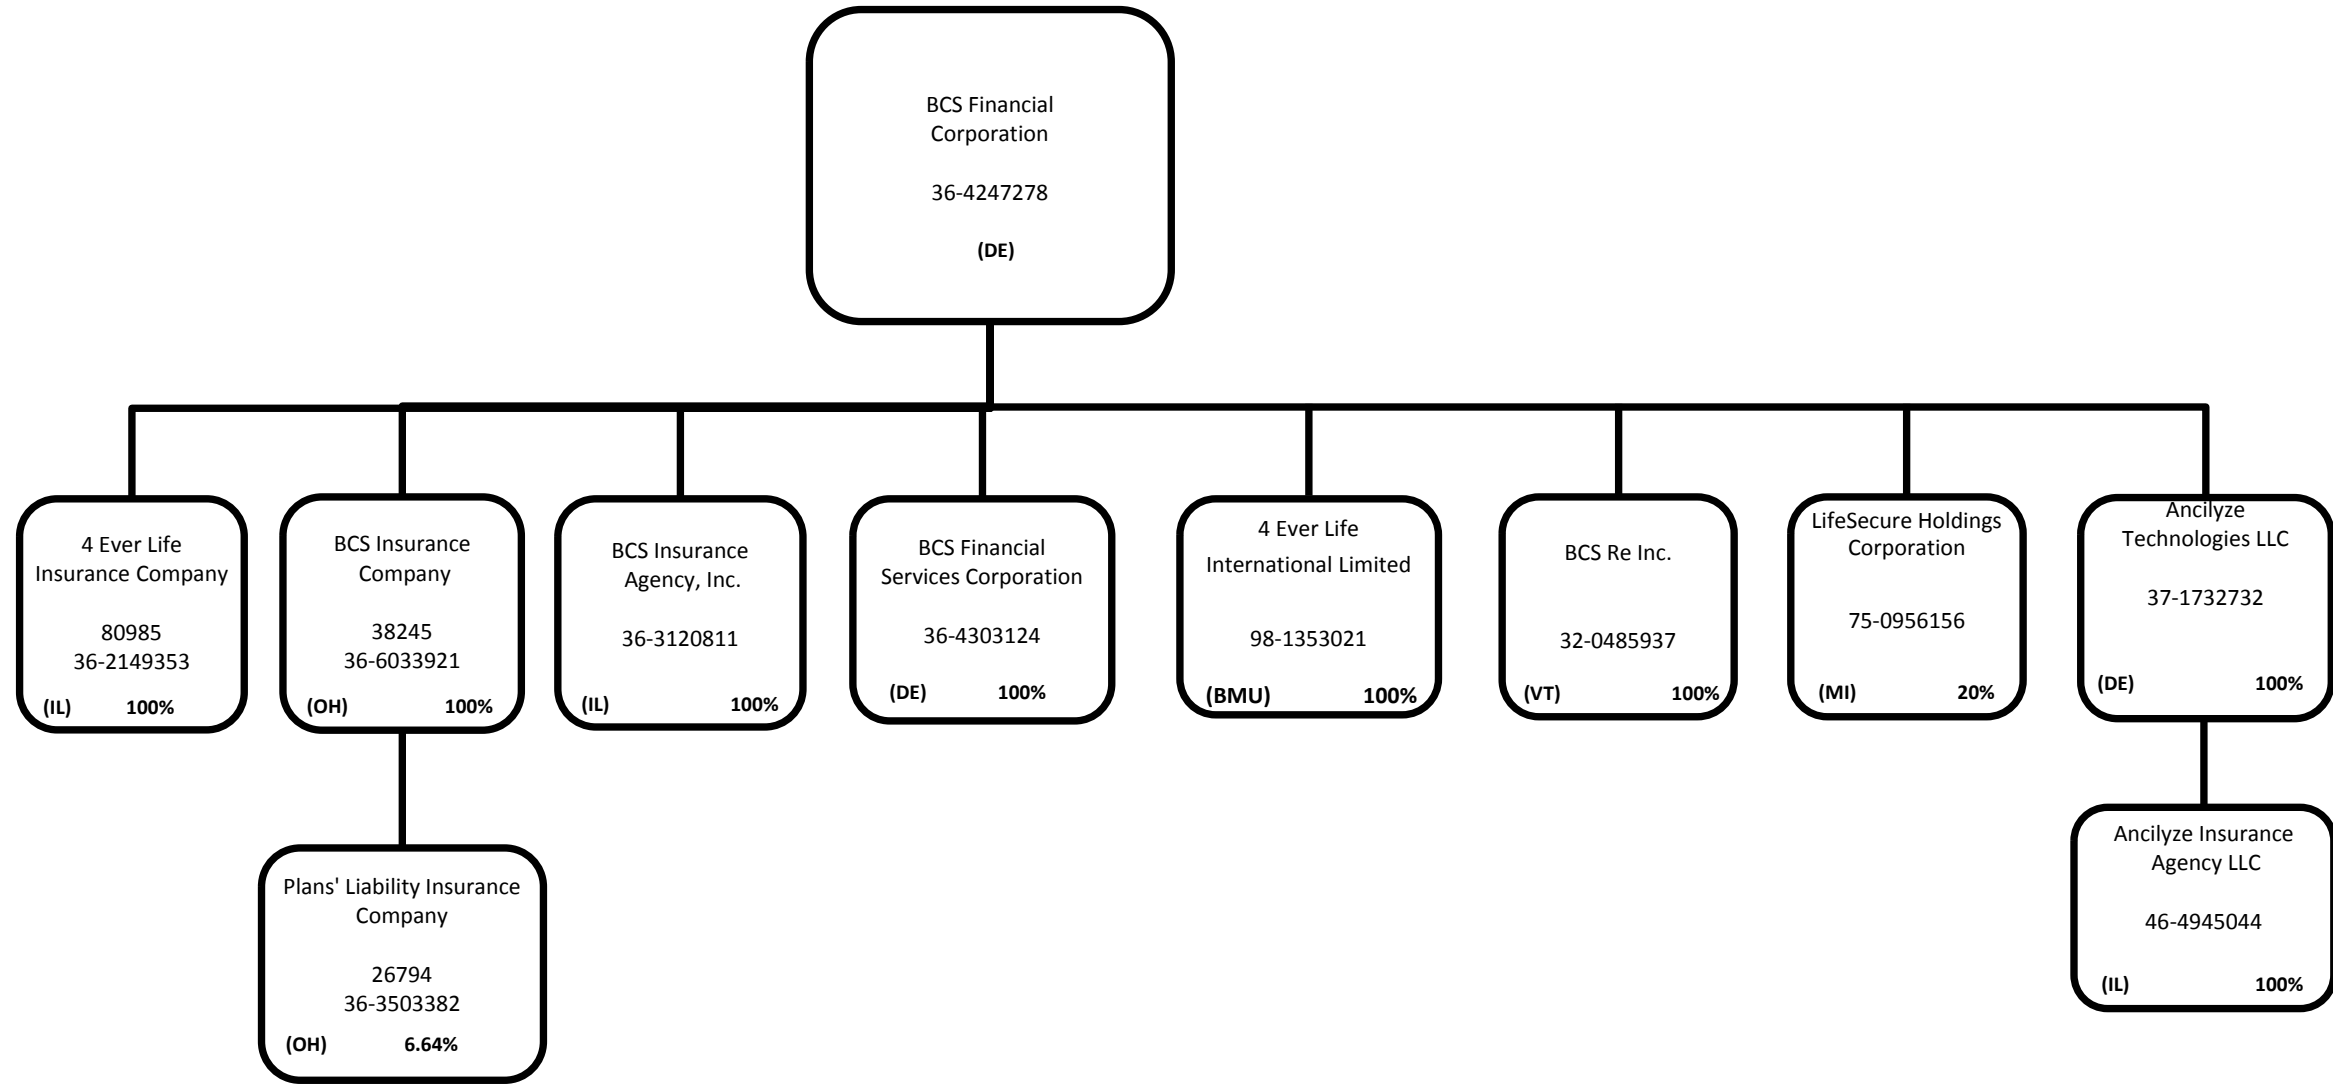 BCS Financial
Corporation
36-4247278
(DE)
4 Ever Life
Insurance Company
80985
36-2149353
(IL) 100%
BCS Insurance
Company
38245
36-6033921
(OH) 100%
BCS Insurance
Agency, Inc.
36-3120811
(IL) 100%
BCS Financial
Services Corporation
36-4303124
(DE) 100%
4 Ever Life
International Limited
98-1353021
(BMU) 100%
BCS Re Inc.
32-0485937
(VT) 100%
LifeSecure Holdings
Corporation
75-0956156
(MI) 20%
Ancilyze
Technologies LLC
37-1732732
(DE) 100%
Plans' Liability Insurance
Company
26794
36-3503382
(OH) 6.64%
Ancilyze Insurance
Agency LLC
46-4945044
(IL) 100%